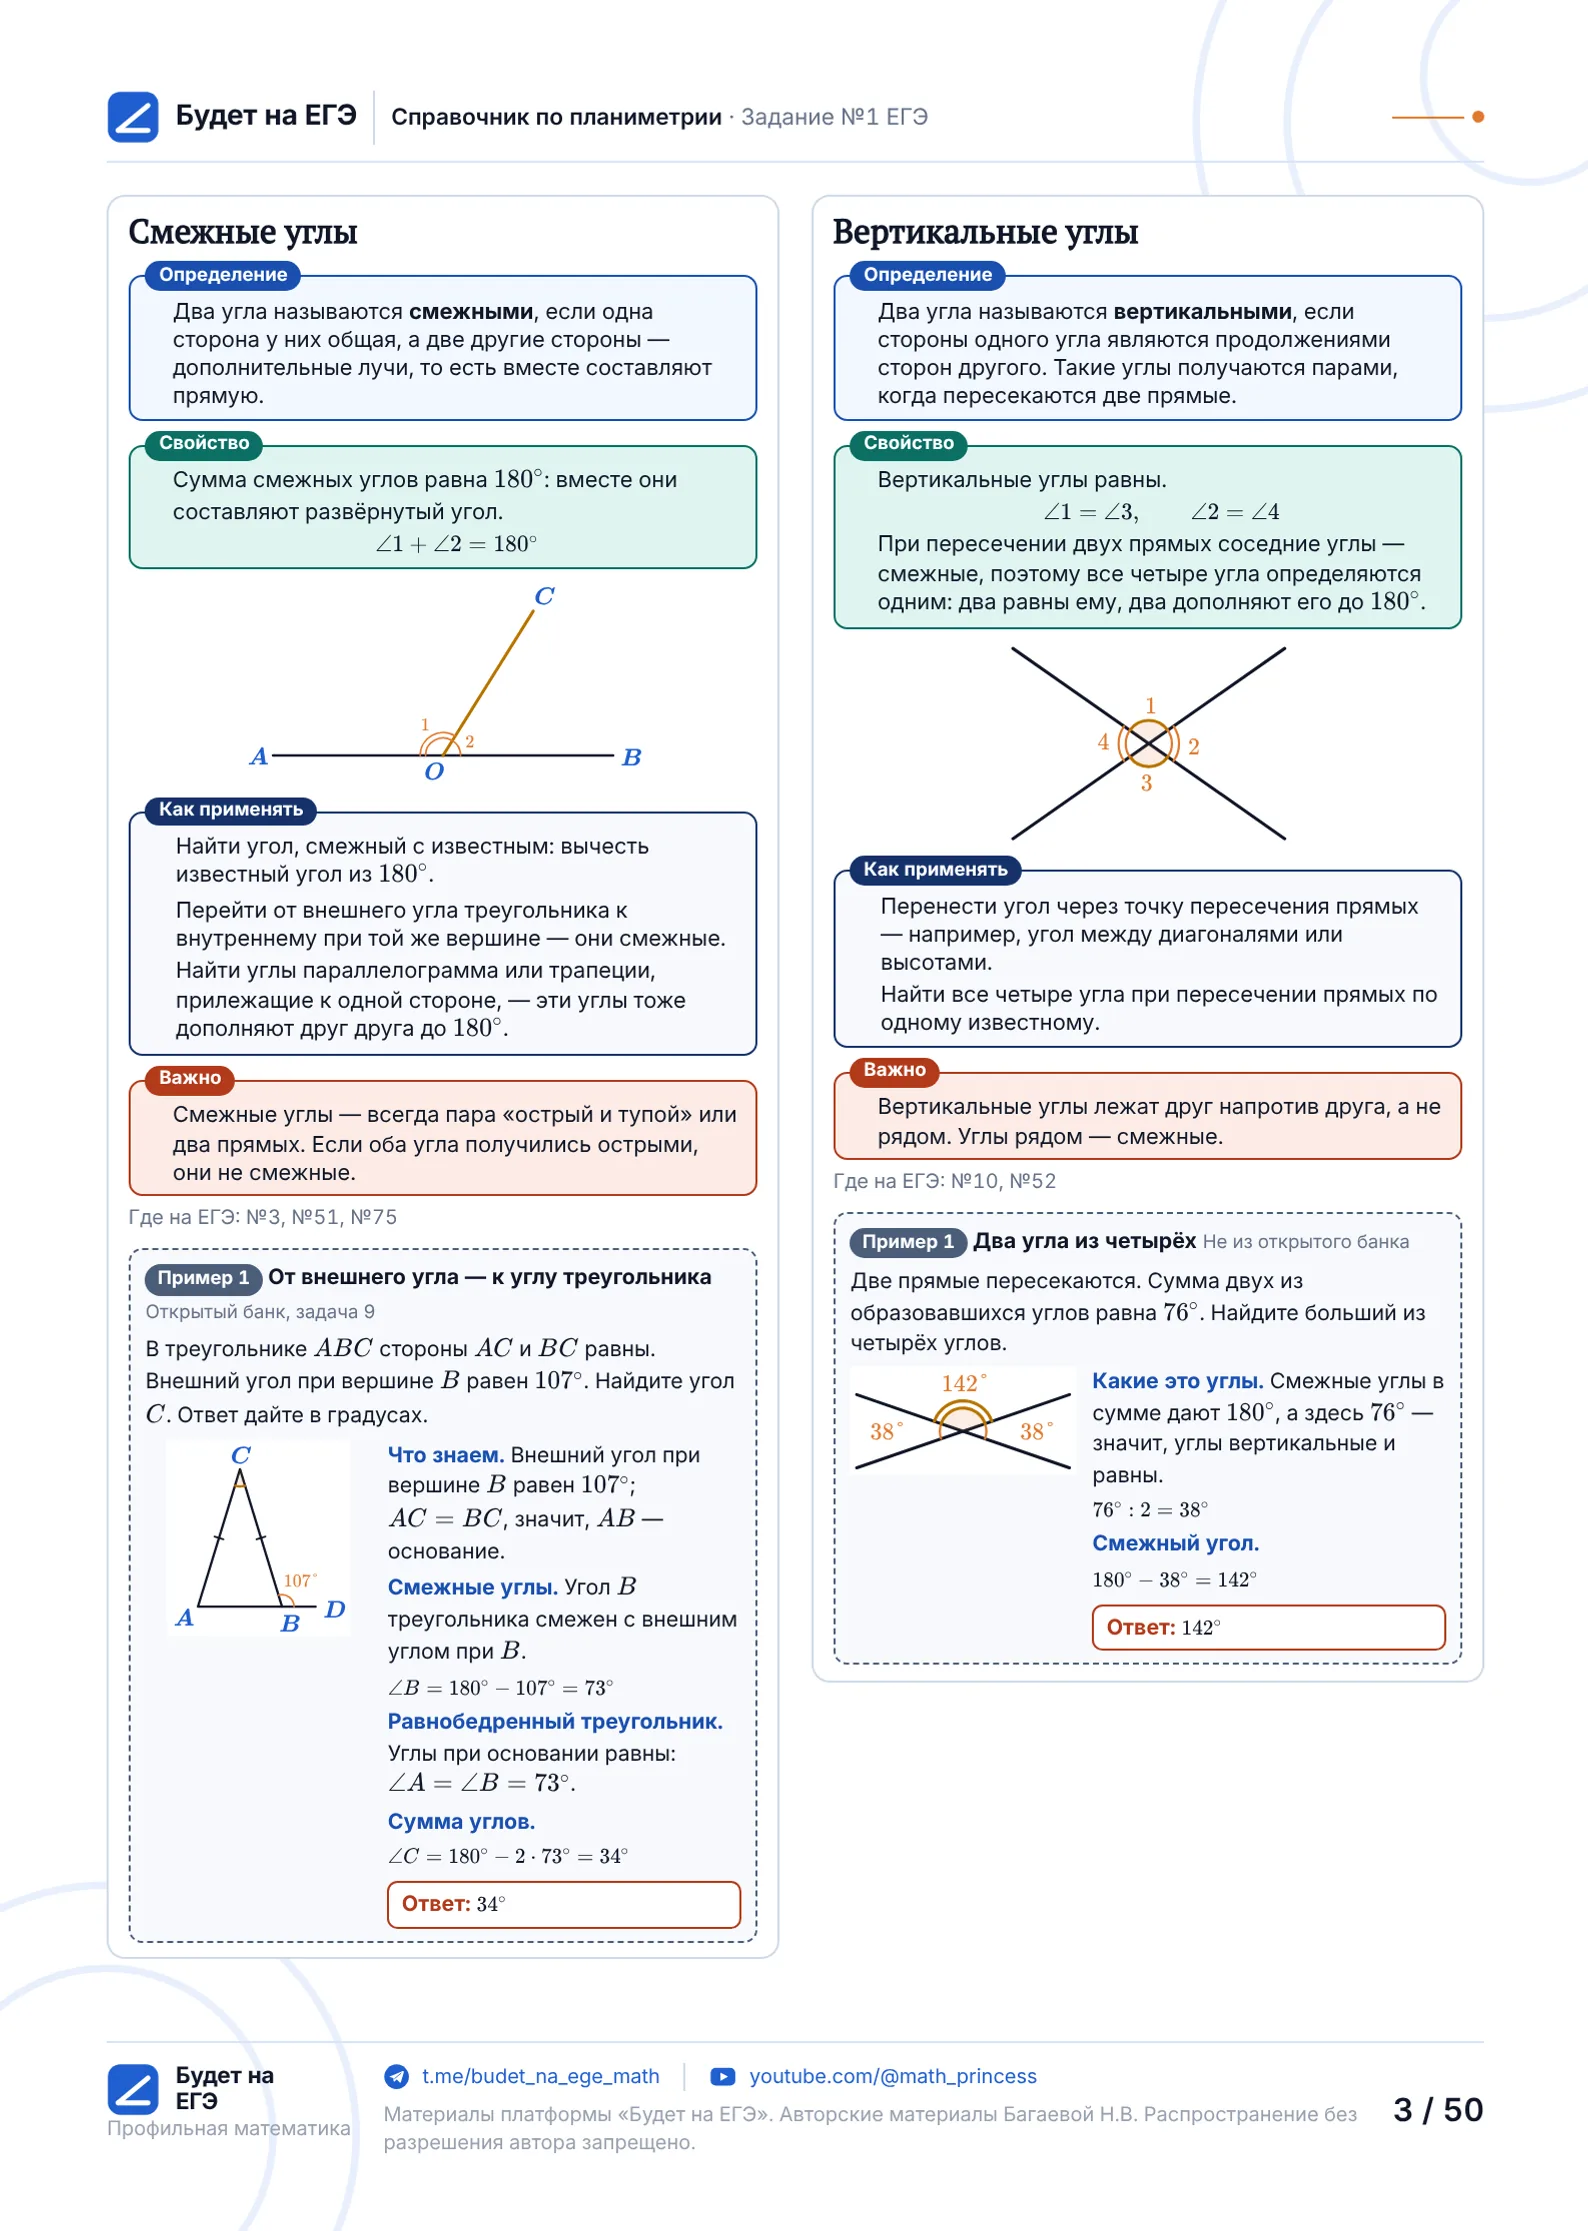 Будет на ЕГЭ
Справочник по планиметрии · Задание №1 ЕГЭ
Смежные углы
Определение
Два угла называются смежными, если одна
сторона у них общая, а две другие стороны —
дополнительные лучи, то есть вместе составляют
прямую.
Свойство
Сумма смежных углов равна 180°: вместе они
составляют развёрнутый угол.
∠1 + ∠2 = 180°
C
1
2
A
O
B
Как применять
Найти угол, смежный с известным: вычесть
известный угол из 180°.
Перейти от внешнего угла треугольника к
внутреннему при той же вершине — они смежные.
Найти углы параллелограмма или трапеции,
прилежащие к одной стороне, — эти углы тоже
дополняют друг друга до 180°.
Важно
Смежные углы — всегда пара «острый и тупой» или
два прямых. Если оба угла получились острыми,
они не смежные.
Где на ЕГЭ: №3, №51, №75
Пример 1 От внешнего угла — к углу треугольника
Открытый банк, задача 9
В треугольнике ABC стороны AC и BC равны.
Внешний угол при вершине B равен 107°. Найдите угол
C. Ответ дайте в градусах.
C
107°
A
B
D
Что знаем. Внешний угол при
вершине B равен 107°;
AC = BC, значит, AB —
основание.
Смежные углы. Угол B
треугольника смежен с внешним
углом при B.
∠B = 180° − 107° = 73°
Равнобедренный треугольник.
Углы при основании равны:
∠A = ∠B = 73°.
Сумма углов.
∠C = 180° − 2 · 73° = 34°
Ответ: 34°
Вертикальные углы
Определение
Два угла называются вертикальными, если
стороны одного угла являются продолжениями
сторон другого. Такие углы получаются парами,
когда пересекаются две прямые.
Свойство
Вертикальные углы равны.
∠1 = ∠3, ∠2 = ∠4
При пересечении двух прямых соседние углы —
смежные, поэтому все четыре угла определяются
одним: два равны ему, два дополняют его до 180°.
1
4
2
3
Как применять
Перенести угол через точку пересечения прямых
— например, угол между диагоналями или
высотами.
Найти все четыре угла при пересечении прямых по
одному известному.
Важно
Вертикальные углы лежат друг напротив друга, а не
рядом. Углы рядом — смежные.
Где на ЕГЭ: №10, №52
Пример 1 Два угла из четырёх Не из открытого банка
Две прямые пересекаются. Сумма двух из
образовавшихся углов равна 76°. Найдите больший из
четырёх углов.
142°
38°
38°
Какие это углы. Смежные углы в
сумме дают 180°, а здесь 76° —
значит, углы вертикальные и
равны.
76° : 2 = 38°
Смежный угол.
180° − 38° = 142°
Ответ: 142°
Будет на
ЕГЭ
Профильная математика
t.me/budet_na_ege_math
youtube.com/@math_princess
Материалы платформы «Будет на ЕГЭ». Авторские материалы Багаевой Н.В. Распространение без
разрешения автора запрещено.
3 / 50